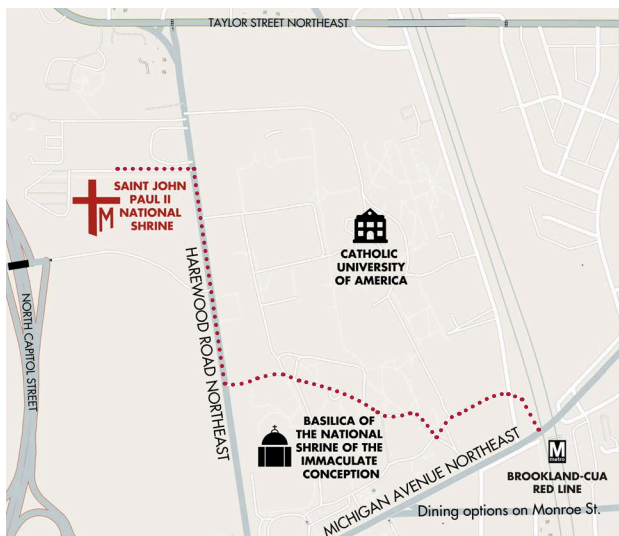 TAYLOR STREET NORTHEAST
SAINT JOHN
PAUL II
NATIONAL
SHRINE
M
CATHOLIC
UNIVERSITY
OF AMERICA
HAREWOOD ROAD NORTHEAST
NORTH CAPITOL STREET
BASILICA OF
THE NATIONAL
SHRINE OF THE
IMMACULATE
CONCEPTION
MICHIGAN AVENUE NORTHEAST
M
metro
BROOKLAND-CUA
RED LINE
Dining options on Monroe St.